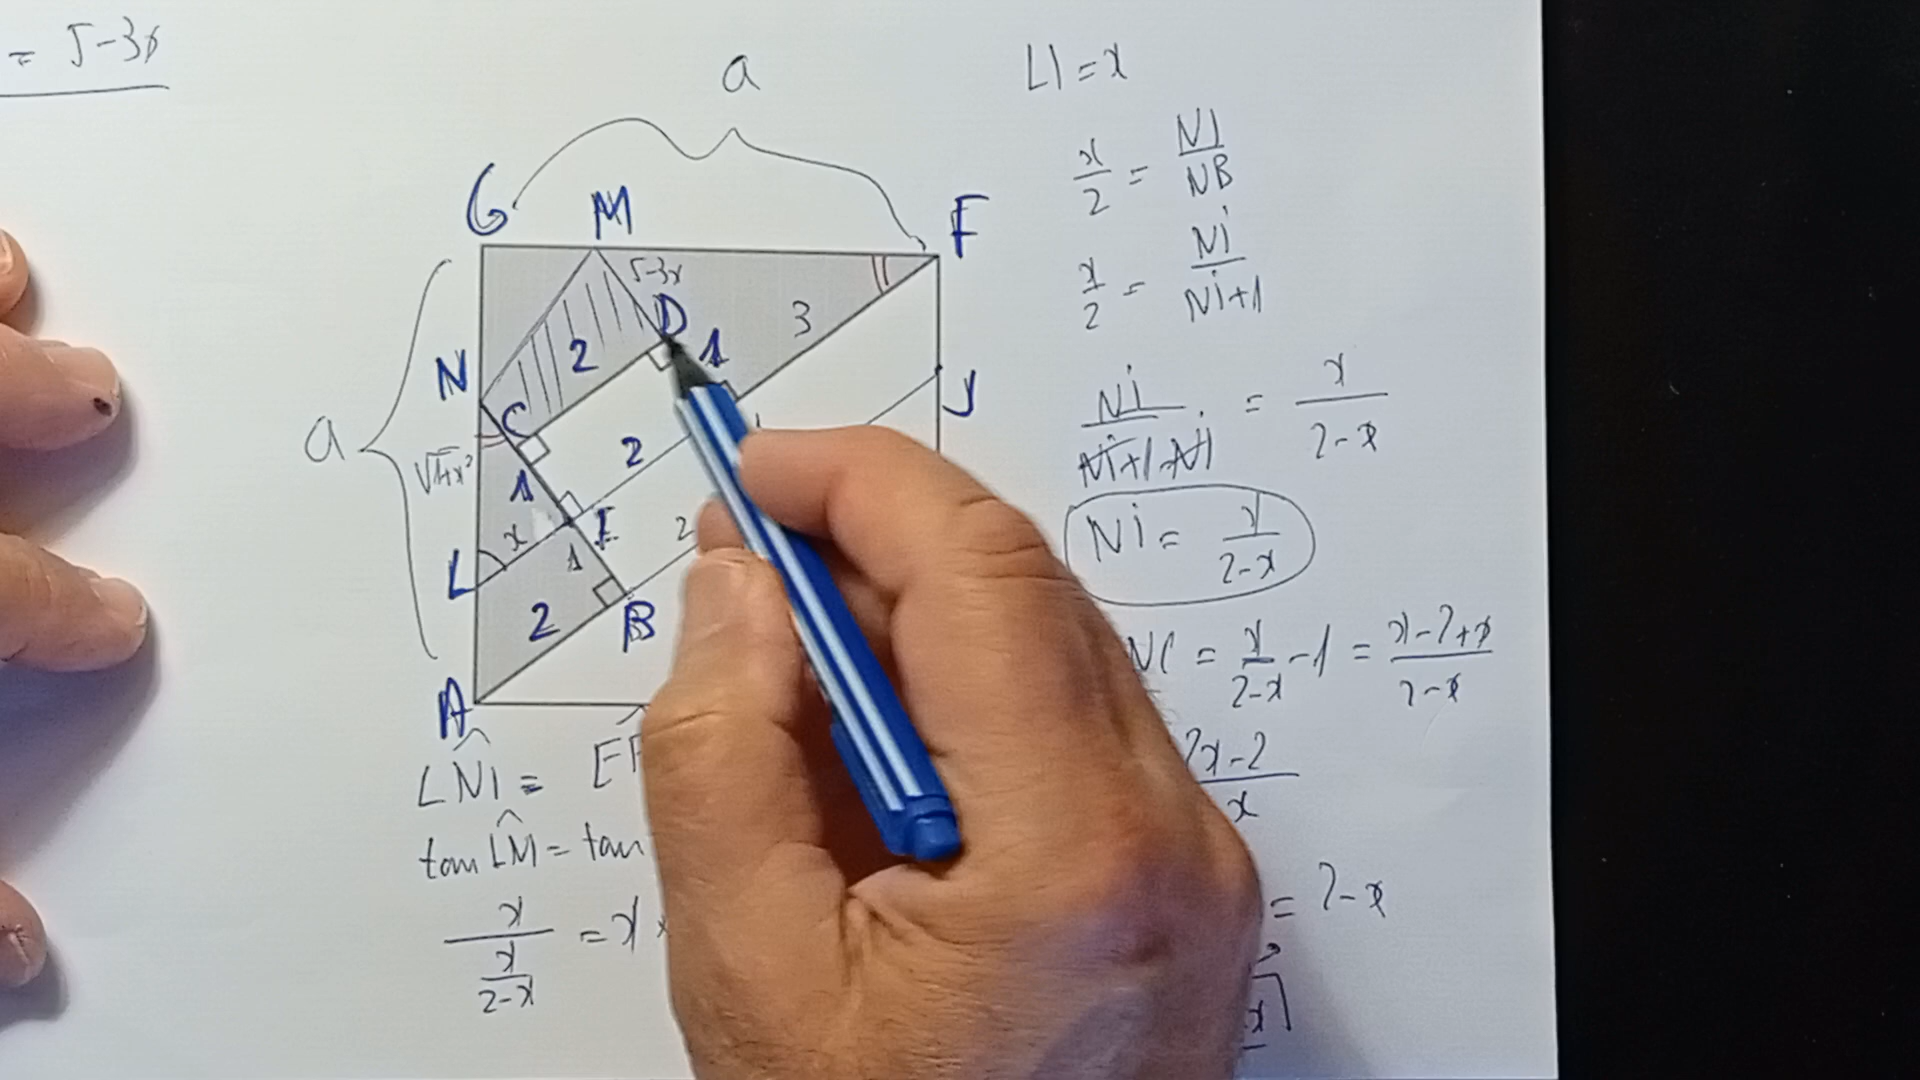 = 5-3x
a
LI = x
x/2 = NI/NB
G M F
5-3x
D
3
x/2 = Ni/Ni+1
2
1
N
C
J
a
√1+x²
2
Ni/Ni+1-Ni = x/2-x
1
E
x
1
2
L
2
B
Ni = x/2-x
A
NC = x/2-x - 1 = x-2+x/2-x
LNI =
2x-2/x
tan LM = tan
= 2-x
x / x/2-x = x